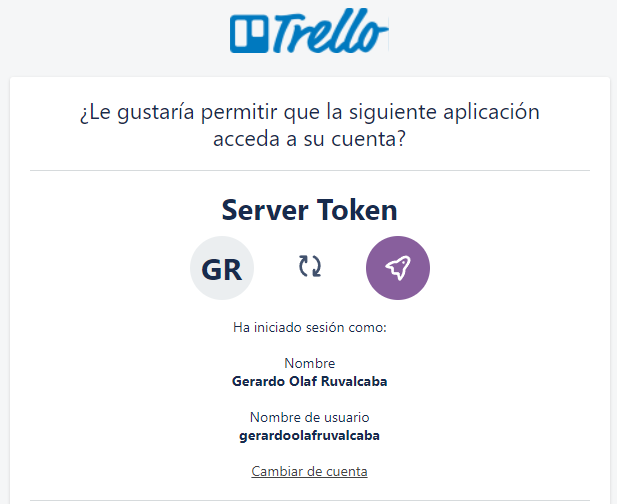 Trello
¿Le gustaría permitir que la siguiente aplicación
acceda a su cuenta?
Server Token
GR
Ha iniciado sesión como:
Nombre
Gerardo Olaf Ruvalcaba
Nombre de usuario
gerardoolafruvalcaba
Cambiar de cuenta